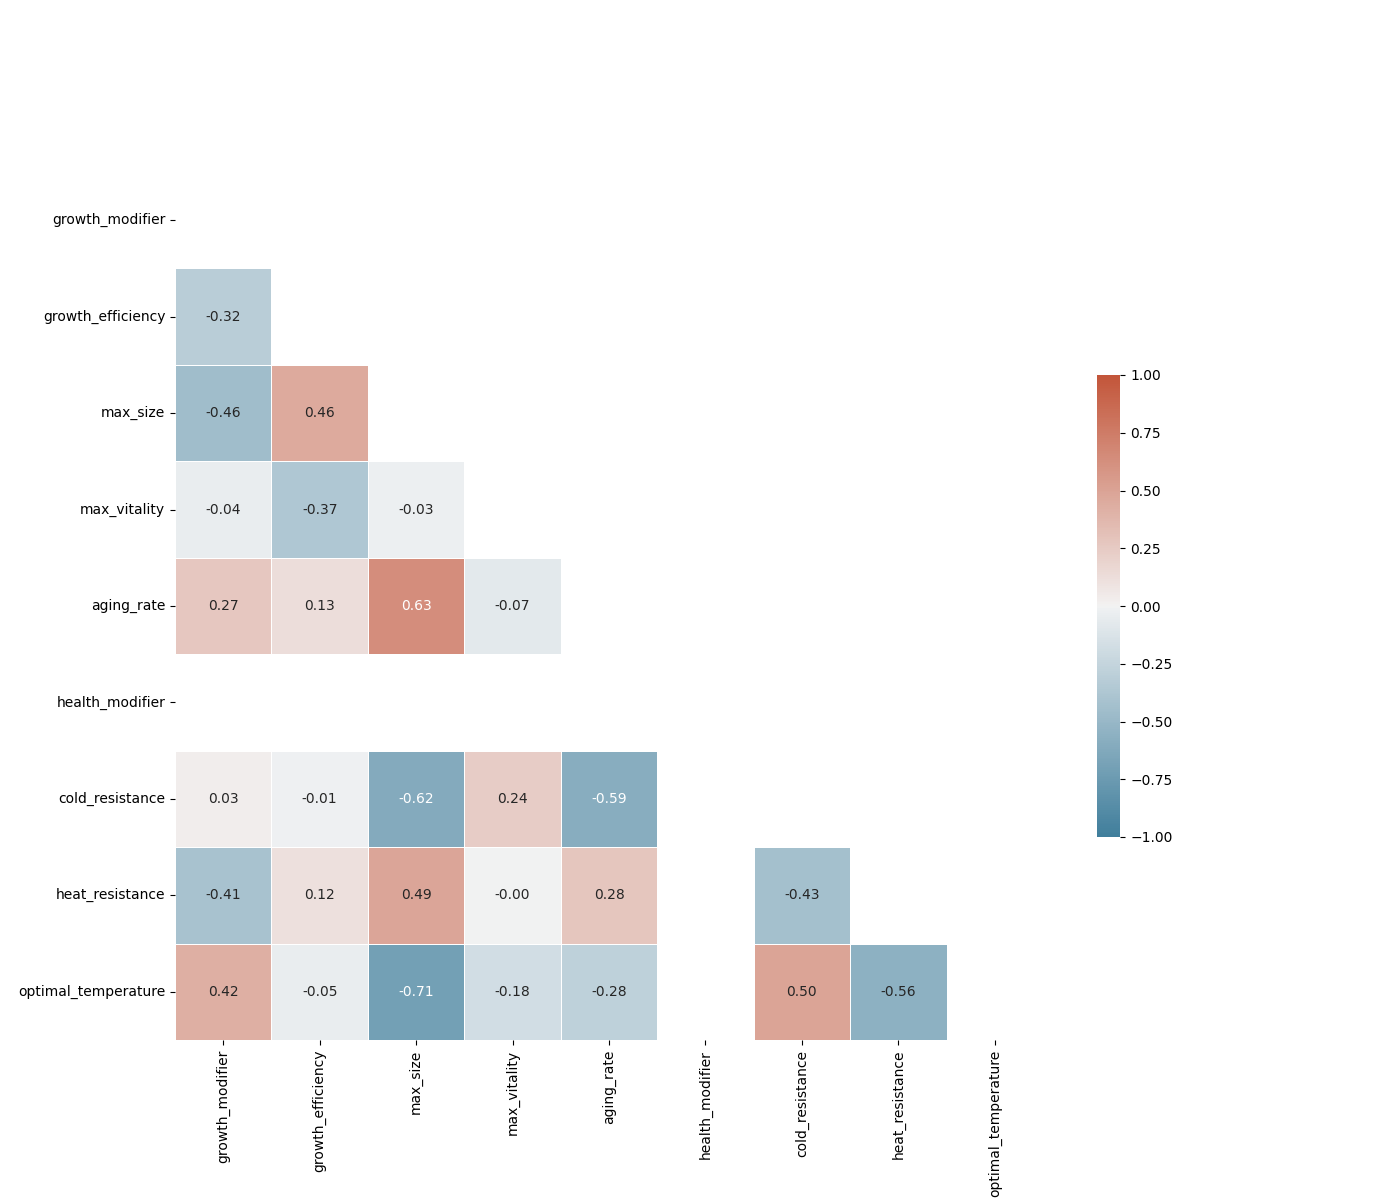 growth_modifier
growth_efficiency
-0.32
max_size
-0.46 0.46
max_vitality
-0.04 -0.37 -0.03
aging_rate
0.27 0.13 0.63 -0.07
health_modifier
cold_resistance
0.03 -0.01 -0.62 0.24 -0.59
heat_resistance
-0.41 0.12 0.49 -0.00 0.28 -0.43
optimal_temperature
0.42 -0.05 -0.71 -0.18 -0.28 0.50 -0.56
growth_modifier
growth_efficiency
max_size
max_vitality
aging_rate
health_modifier
cold_resistance
heat_resistance
optimal_temperature
1.00
0.75
0.50
0.25
0.00
−0.25
−0.50
−0.75
−1.00